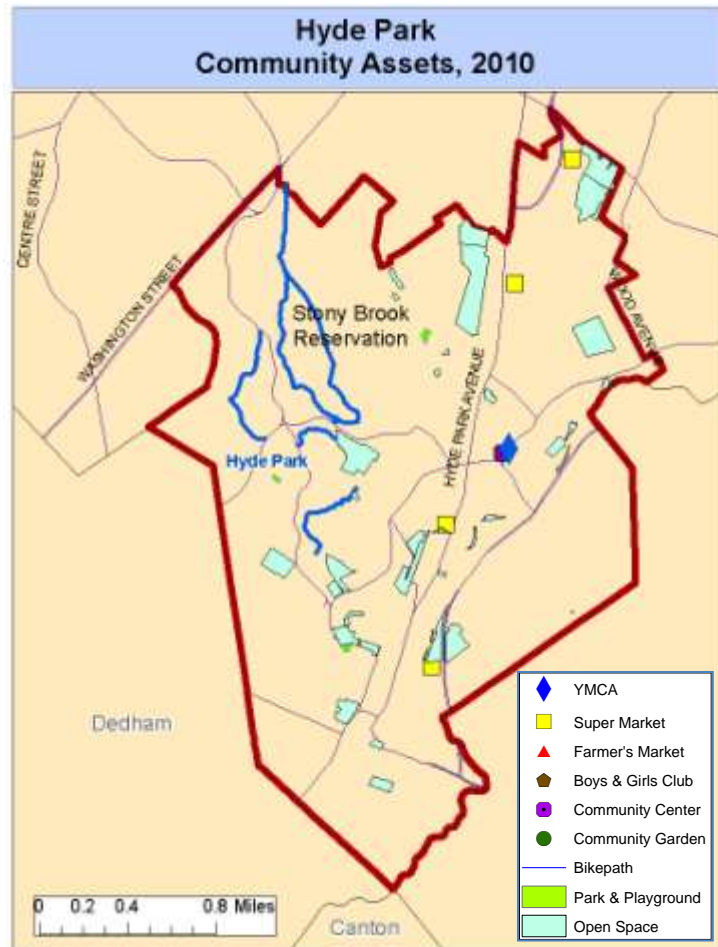 Hyde Park
Community Assets, 2010
CENTRE STREET
WASHINGTON STREET
Stony Brook
Reservation
HYDE PARK AVENUE
WOOD AVENUE
Hyde Park
Dedham
Canton
YMCA
Super Market
Farmer's Market
Boys & Girls Club
Community Center
Community Garden
Bikepath
Park & Playground
Open Space
0 0.2 0.4 0.8 Miles